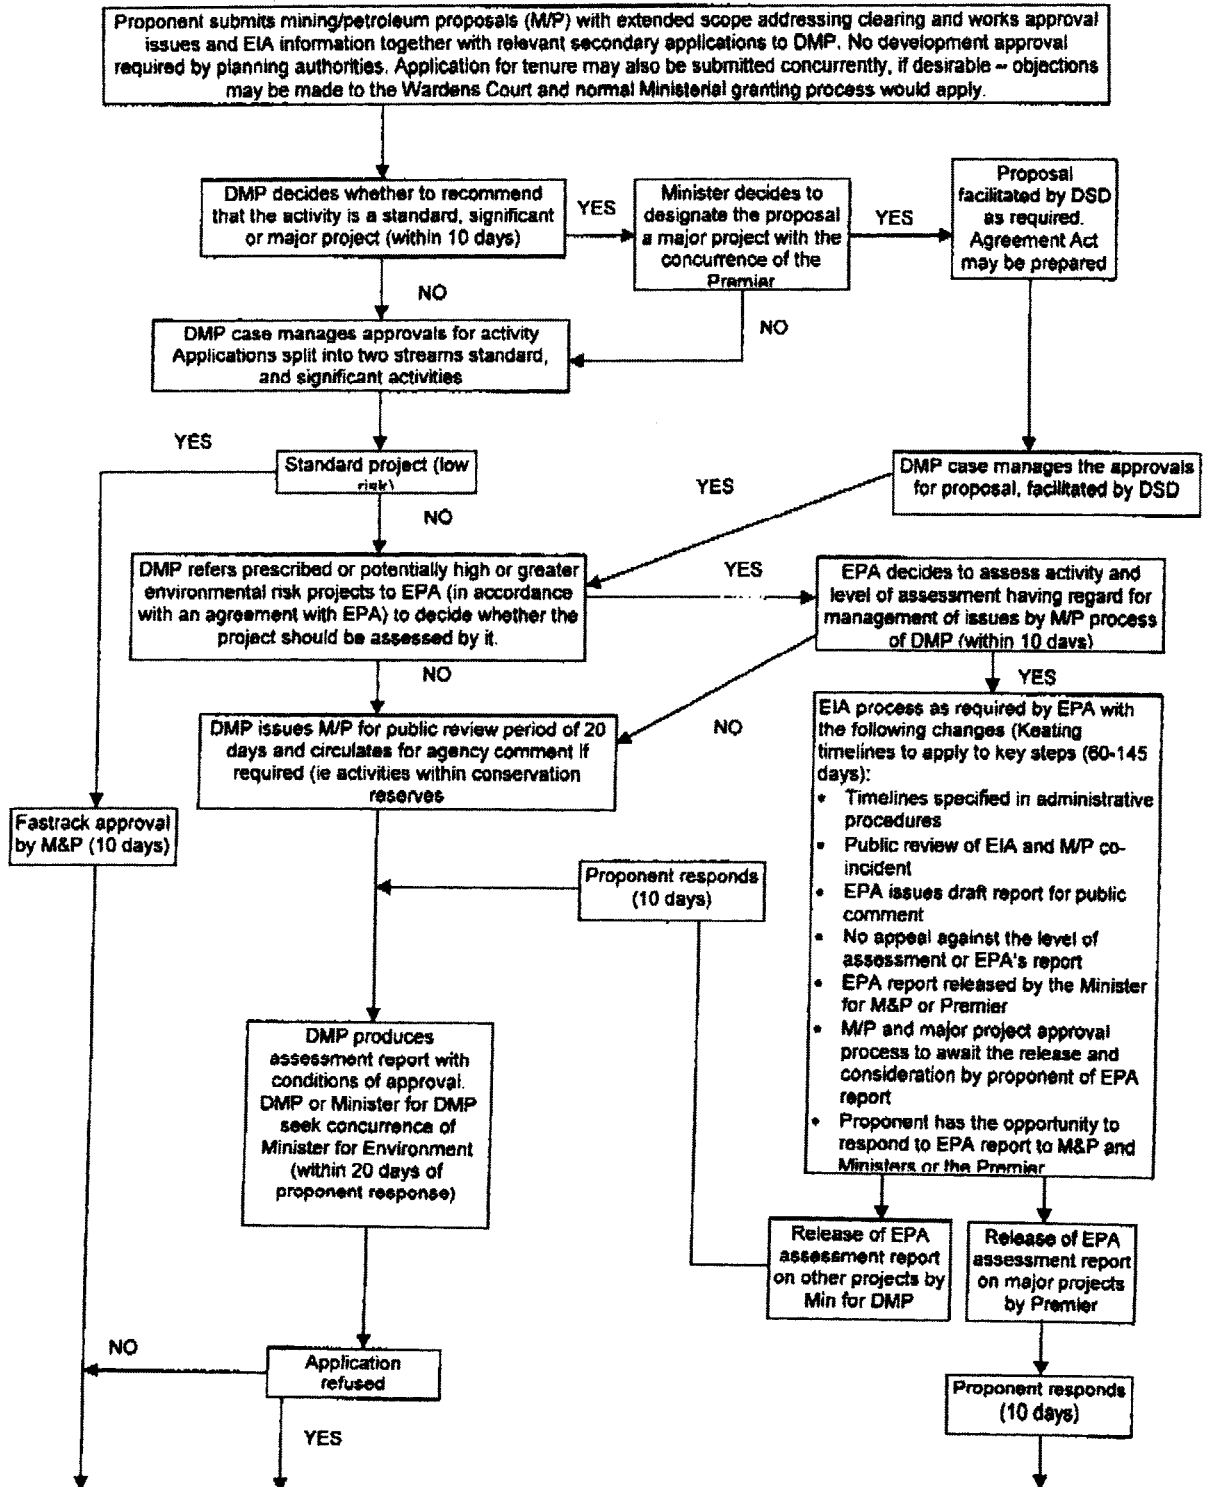 Proponent submits mining/petroleum proposals (M/P) with extended scope addressing clearing and works approval
issues and EIA information together with relevant secondary applications to DMP. No development approval
required by planning authorities. Application for tenure may also be submitted concurrently, if desirable – objections
may be made to the Wardens Court and normal Ministerial granting process would apply.
DMP decides whether to recommend
that the activity is a standard, significant
or major project (within 10 days)
YES
Minister decides to
designate the proposal
a major project with the
concurrence of the
Premier
YES
Proposal
facilitated by DSD
as required.
Agreement Act
may be prepared
NO
NO
DMP case manages approvals for activity
Applications split into two streams standard,
and significant activities
YES
Standard project (low
risk)
YES
DMP case manages the approvals
for proposal, facilitated by DSD
NO
DMP refers prescribed or potentially high or greater
environmental risk projects to EPA (in accordance
with an agreement with EPA) to decide whether the
project should be assessed by it.
YES
EPA decides to assess activity and
level of assessment having regard for
management of issues by M/P process
of DMP (within 10 days)
NO
YES
DMP issues M/P for public review period of 20
days and circulates for agency comment if
required (ie activities within conservation
reserves
NO
EIA process as required by EPA with
the following changes (Keating
timelines to apply to key steps (60-145
days):
• Timelines specified in administrative
procedures
• Public review of EIA and M/P co-
incident
• EPA issues draft report for public
comment
• No appeal against the level of
assessment or EPA's report
• EPA report released by the Minister
for M&P or Premier
• M/P and major project approval
process to await the release and
consideration by proponent of EPA
report
• Proponent has the opportunity to
respond to EPA report to M&P and
Ministers or the Premier
Fastrack approval
by M&P (10 days)
Proponent responds
(10 days)
DMP produces
assessment report with
conditions of approval.
DMP or Minister for DMP
seek concurrence of
Minister for Environment
(within 20 days of
proponent response)
Release of EPA
assessment report
on other projects by
Min for DMP
Release of EPA
assessment report
on major projects
by Premier
NO
Application
refused
Proponent responds
(10 days)
YES